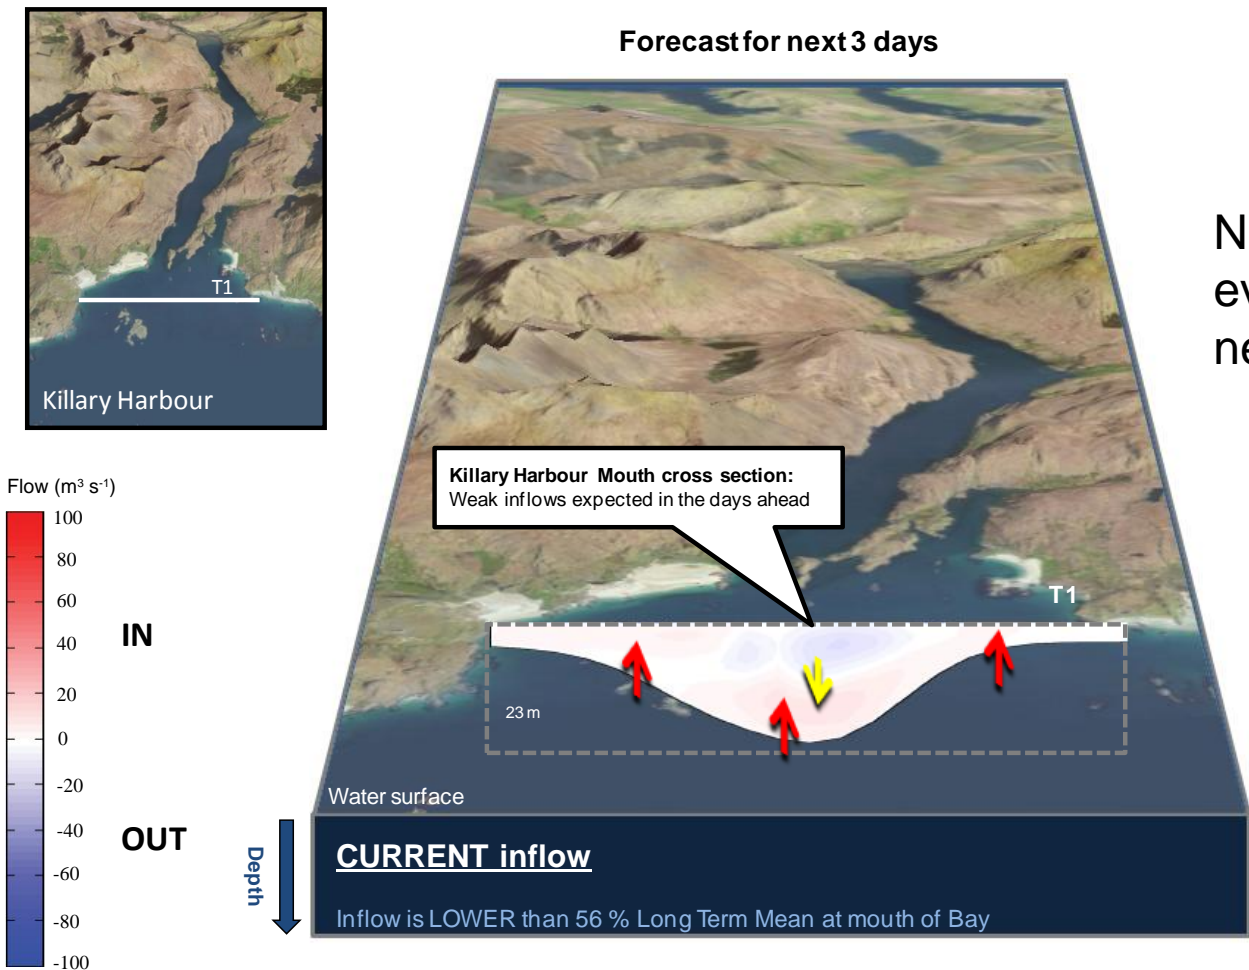 Forecast for next 3 days
T1
Killary Harbour
Flow (m³ s⁻¹)
100
80
60
40
20
0
-20
-40
-60
-80
-100
IN
OUT
Killary Harbour Mouth cross section:
Weak inflows expected in the days ahead
T1
23 m
Water surface
Depth
CURRENT inflow
Inflow is LOWER than 56 % Long Term Mean at mouth of Bay